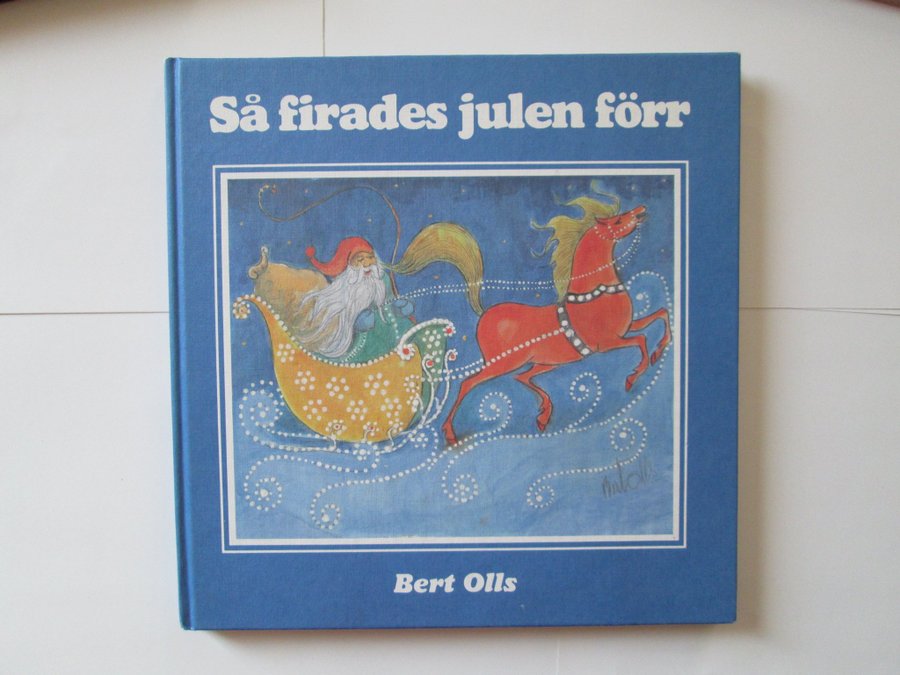 Så firades julen förr
Bert Olls